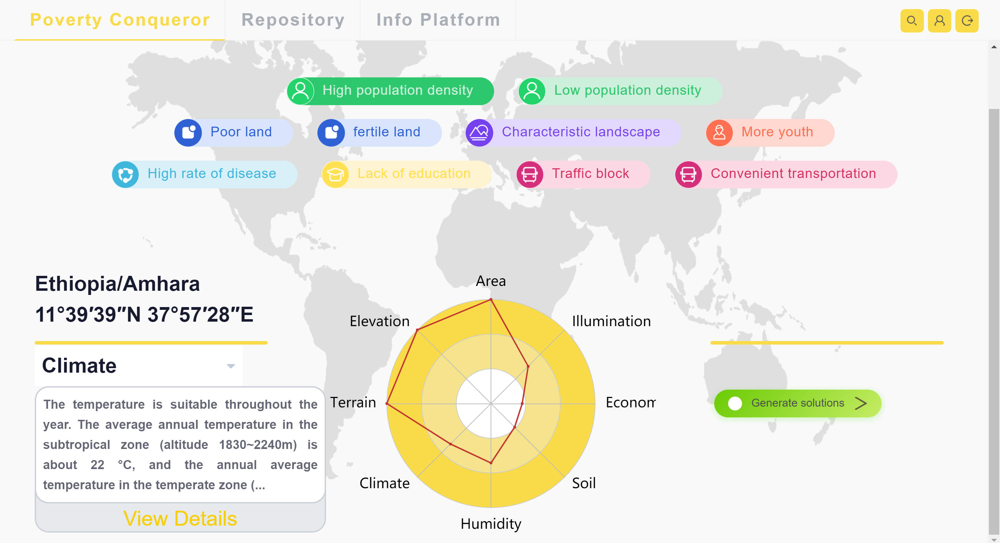 Poverty Conqueror
Repository
Info Platform
High population density
Low population density
Poor land
fertile land
Characteristic landscape
More youth
High rate of disease
Lack of education
Traffic block
Convenient transportation
Ethiopia/Amhara
11°39′39″N 37°57′28″E
Climate
The temperature is suitable throughout the
year. The average annual temperature in the
subtropical zone (altitude 1830~2240m) is
about 22 °C, and the annual average
temperature in the temperate zone (...
View Details
Area
Illumination
Elevation
Econom
Terrain
Soil
Climate
Humidity
Generate solutions